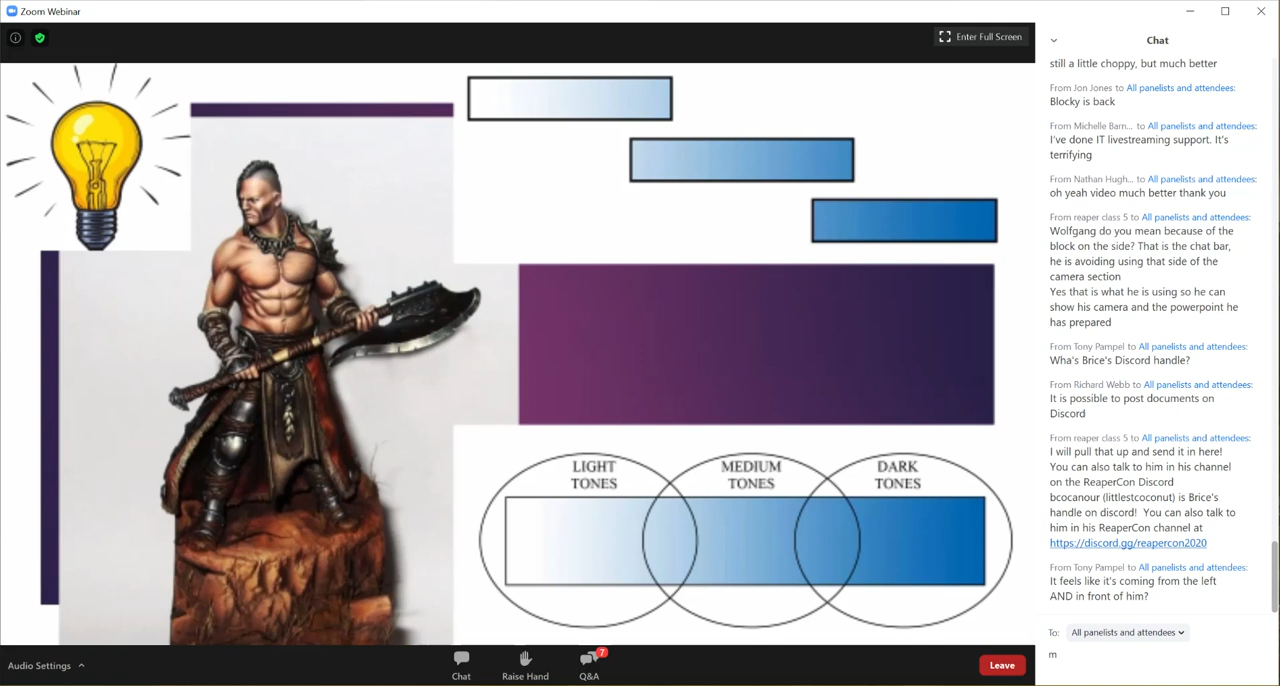 Zoom Webinar
Enter Full Screen
LIGHT
TONES
MEDIUM
TONES
DARK
TONES
Chat
still a little choppy, but much better
From Jon Jones to All panelists and attendees:
Blocky is back
From Michelle Barn... to All panelists and attendees:
I've done IT livestreaming support. It's
terrifying
From Nathan Hugh... to All panelists and attendees:
oh yeah video much better thank you
From reaper class 5 to All panelists and attendees:
Wolfgang do you mean because of the
block on the side? That is the chat bar,
he is avoiding using that side of the
camera section
Yes that is what he is using so he can
show his camera and the powerpoint he
has prepared
From Tony Pampel to All panelists and attendees:
Wha's Brice's Discord handle?
From Richard Webb to All panelists and attendees:
It is possible to post documents on
Discord
From reaper class 5 to All panelists and attendees:
I will pull that up and send it in here!
You can also talk to him in his channel
on the ReaperCon Discord
bcocanour (littlestcoconut) is Brice's
handle on discord! You can also talk to
him in his ReaperCon channel at
https://discord.gg/reapercon2020
From Tony Pampel to All panelists and attendees:
It feels like it's coming from the left
AND in front of him?
To: All panelists and attendees
m
Audio Settings
Chat
Raise Hand
7
Q&A
Leave